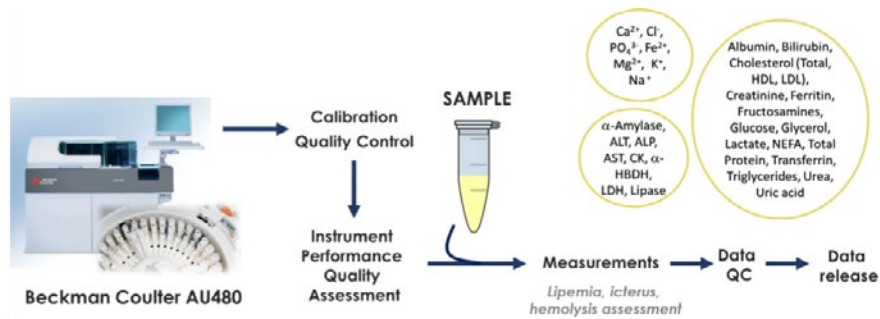 Ca²⁺, Cl⁻,
PO₄³⁻, Fe²⁺,
Mg²⁺, K⁺,
Na⁺
Albumin, Bilirubin,
Cholesterol (Total,
HDL, LDL),
Creatinine, Ferritin,
Fructosamines,
Glucose, Glycerol,
Lactate, NEFA, Total
Protein, Transferrin,
Triglycerides, Urea,
Uric acid
SAMPLE
Calibration
Quality Control
α-Amylase,
ALT, ALP,
AST, CK, α-
HBDH,
LDH, Lipase
Instrument
Performance
Quality
Assessment
Measurements
Data
QC
Data
release
Lipemia, icterus,
hemolysis assessment
Beckman Coulter AU480